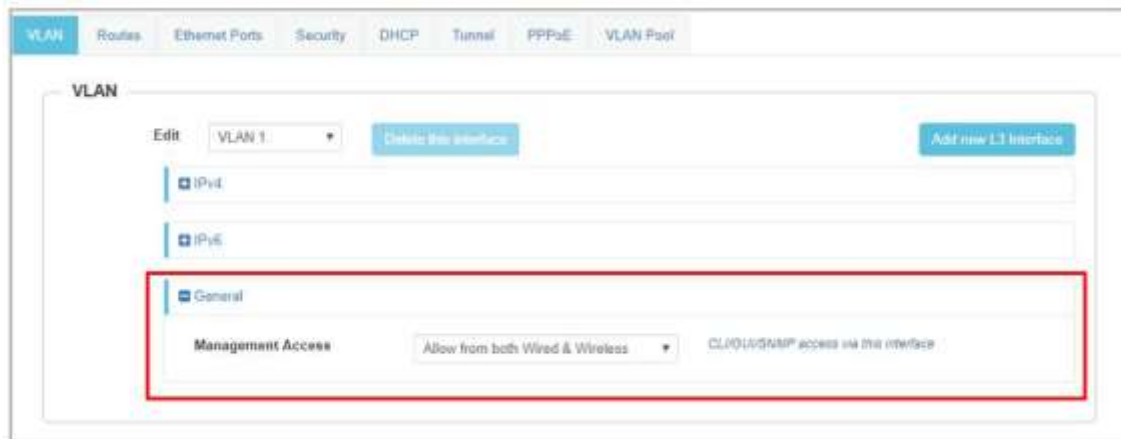 VLAN Routes Ethernet Ports Security DHCP Tunnel PPPoE VLAN Pool
VLAN
Edit VLAN 1 Delete this interface Add new L3 Interface
IPv4
IPv6
General
Management Access Allow from both Wired & Wireless CLI/GUI/SNMP access via this interface